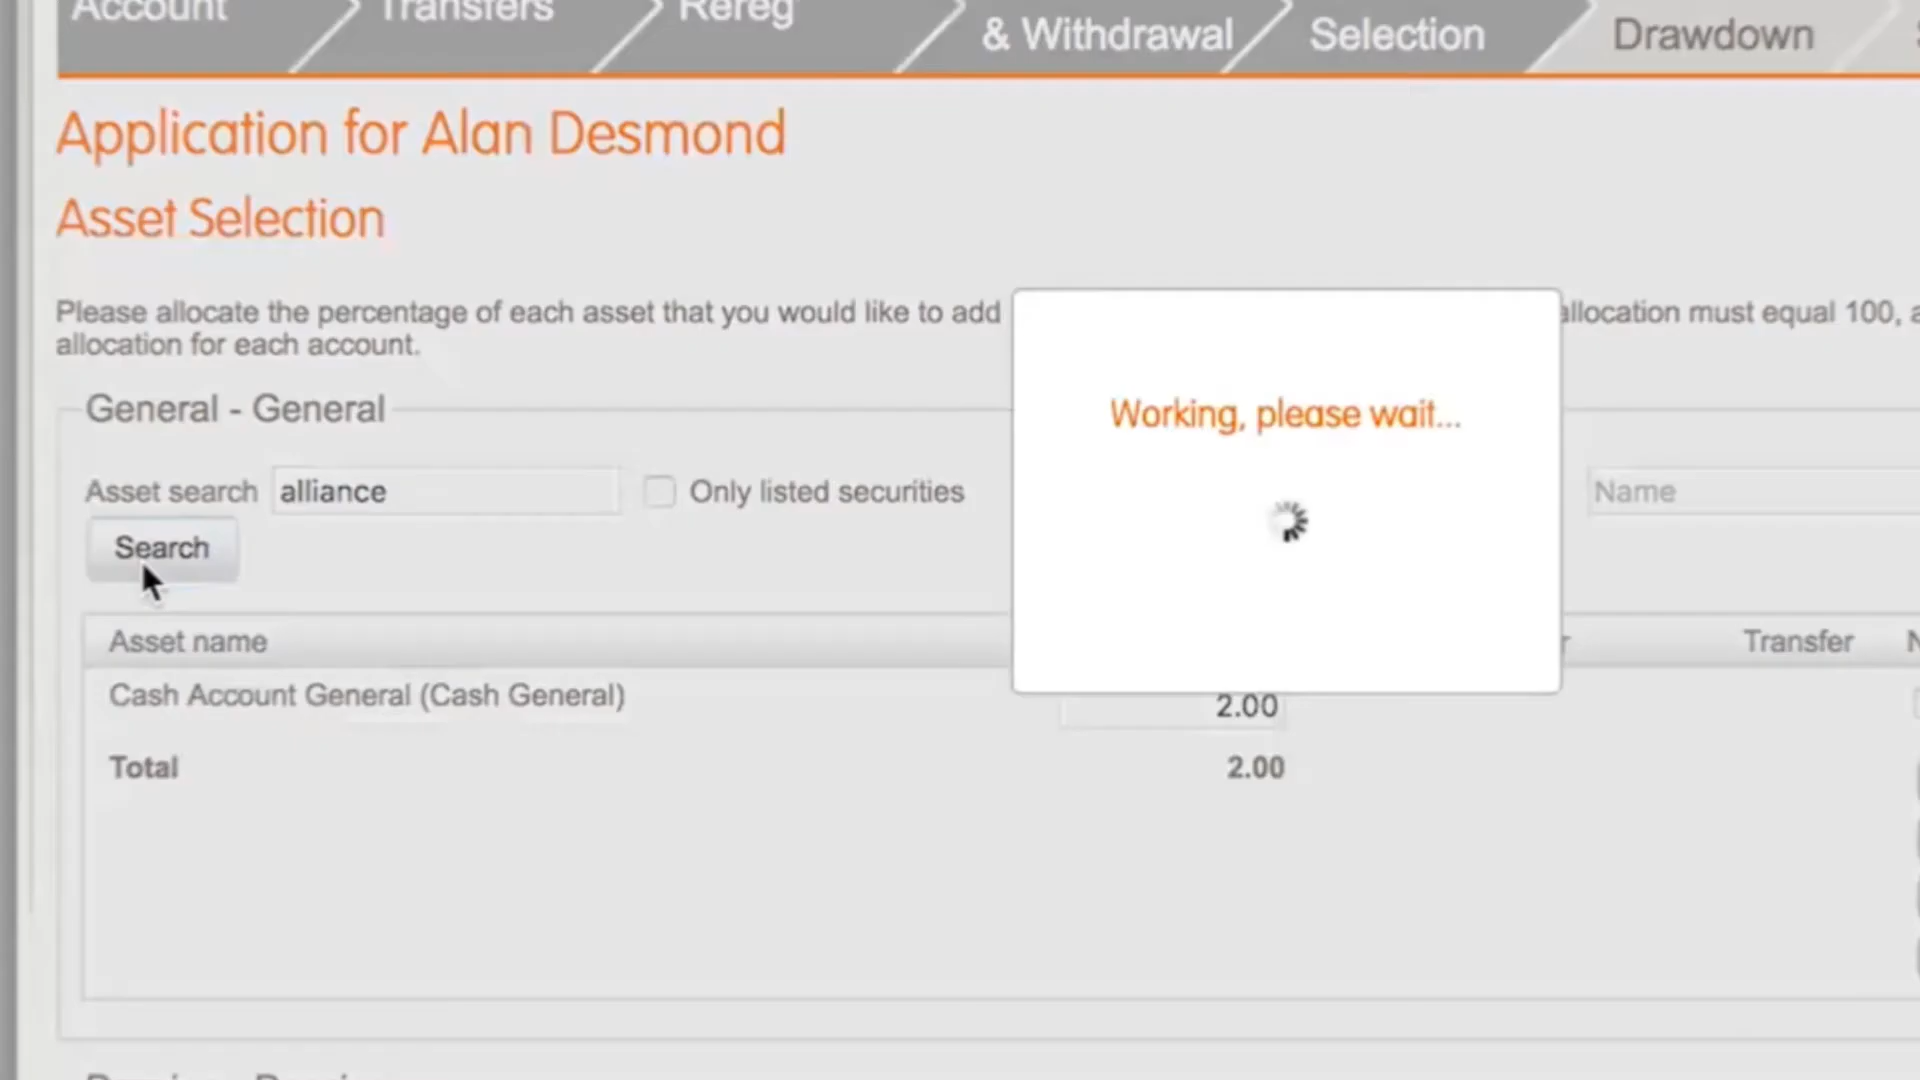 Account
Transfers
Rereg
& Withdrawal
Selection
Drawdown
Application for Alan Desmond
Asset Selection
Please allocate the percentage of each asset that you would like to add
allocation must equal 100,
allocation for each account.
General - General
Asset search
alliance
Only listed securities
Name
Search
Working, please wait...
Asset name
Transfer
Cash Account General (Cash General)
2.00
Total
2.00